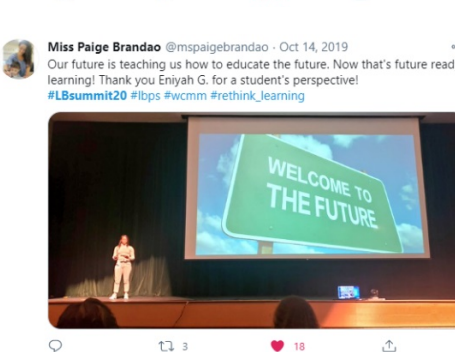 Miss Paige Brandao @mspaigebrandao · Oct 14, 2019
Our future is teaching us how to educate the future. Now that's future read
learning! Thank you Eniyah G. for a student's perspective!
#LBsummit20 #lbps #wcmm #rethink_learning
WELCOME TO
THE FUTURE
3
18